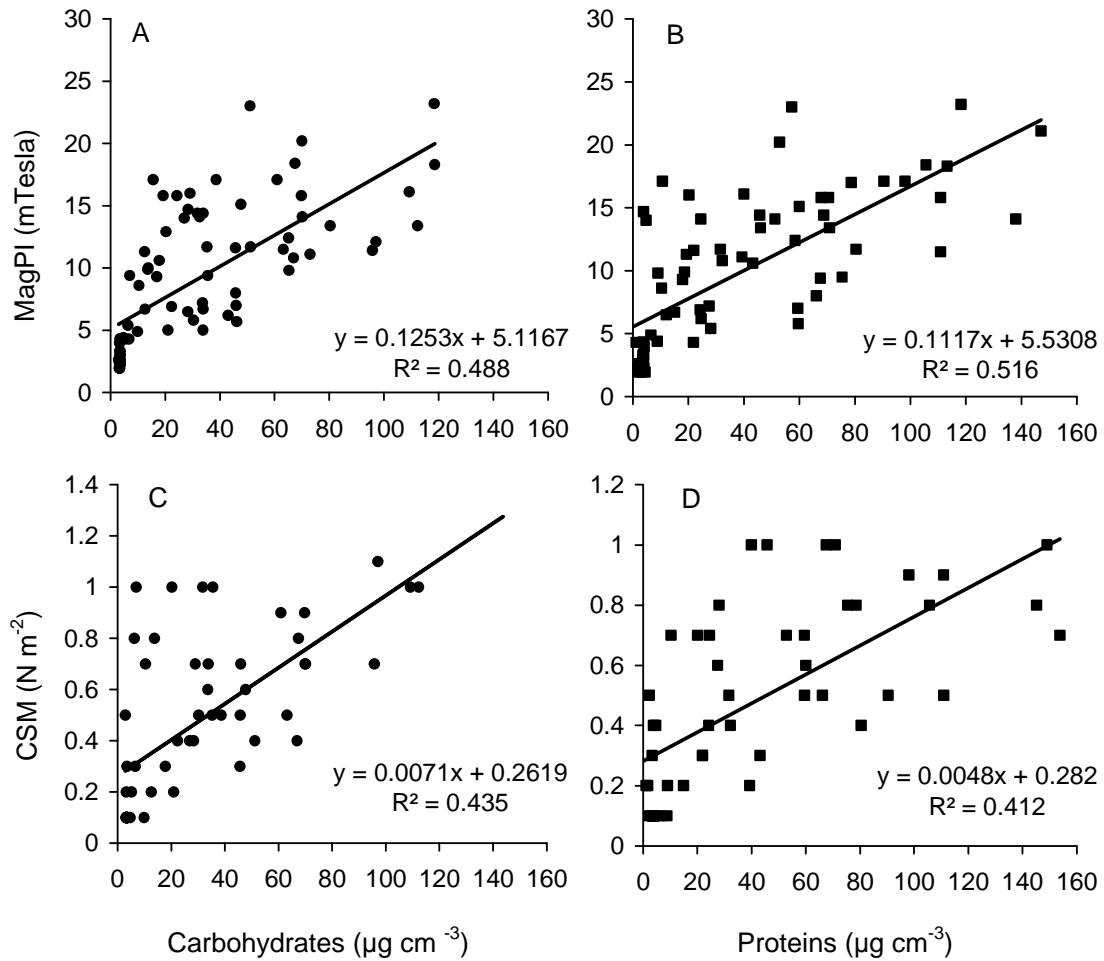 A
MagPI (mTesla)
30
25
20
15
10
5
0
y = 0.1253x + 5.1167
R² = 0.488
0 20 40 60 80 100 120 140 160
B
30
25
20
15
10
5
0
y = 0.1117x + 5.5308
R² = 0.516
0 20 40 60 80 100 120 140 160
C
CSM (N m⁻²)
1.4
1.2
1
0.8
0.6
0.4
0.2
0
y = 0.0071x + 0.2619
R² = 0.435
0 20 40 60 80 100 120 140 160
Carbohydrates (µg cm ⁻³)
D
1.2
1
0.8
0.6
0.4
0.2
0
y = 0.0048x + 0.282
R² = 0.412
0 20 40 60 80 100 120 140 160
Proteins (µg cm ⁻³)